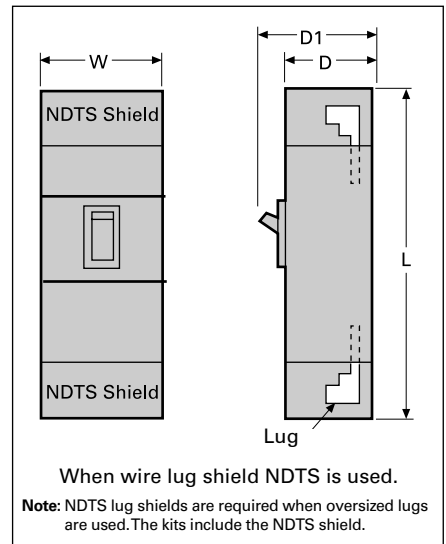 D1
W
D
NDTS Shield
L
NDTS Shield
Lug
When wire lug shield NDTS is used.
Note: NDTS lug shields are required when oversized lugs
are used. The kits include the NDTS shield.